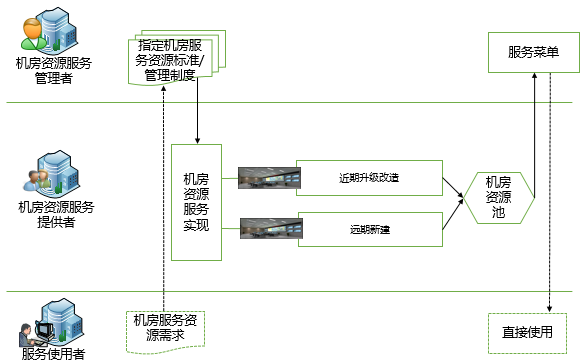 机房资源服务
管理者
指定机房服
务资源标准/
管理制度
服务菜单
机房资源服务
提供者
机房
资源
服务
实现
近期升级改造
远期新建
机房
资源
池
服务使用者
机房服务资
源需求
直接使用